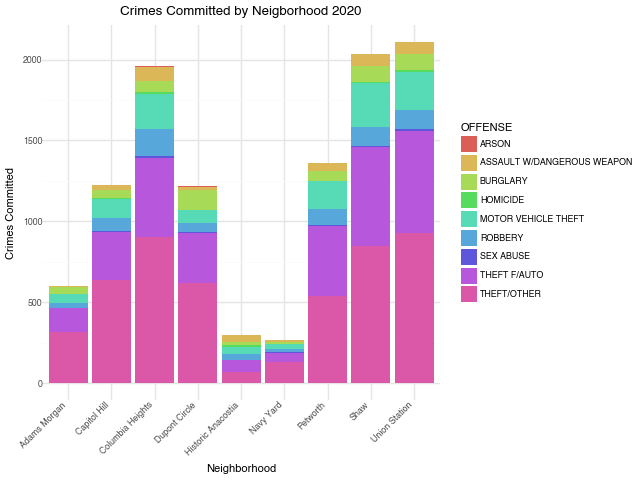 Crimes Committed by Neigborhood 2020
Crimes Committed
2000
1500
1000
500
0
Adams Morgan
Capitol Hill
Columbia Heights
Dupont Circle
Historic Anacostia
Navy Yard
Petworth
Shaw
Union Station
Neighborhood
OFFENSE
ARSON
ASSAULT W/DANGEROUS WEAPON
BURGLARY
HOMICIDE
MOTOR VEHICLE THEFT
ROBBERY
SEX ABUSE
THEFT F/AUTO
THEFT/OTHER